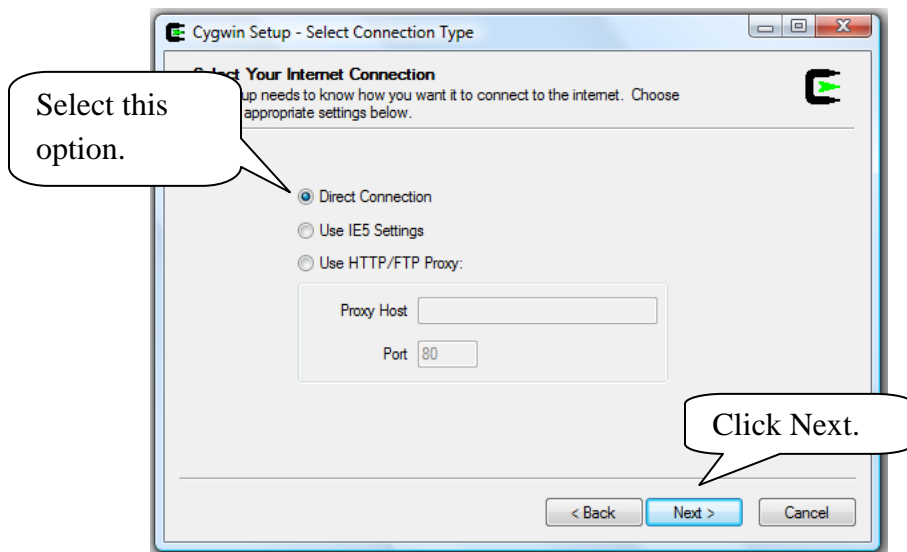 Cygwin Setup - Select Connection Type
Your Internet Connection
needs to know how you want it to connect to the internet. Choose
appropriate settings below.
Select this
option.
Direct Connection
Use IE5 Settings
Use HTTP/FTP Proxy:
Proxy Host
Port 80
Click Next.
< Back Next > Cancel